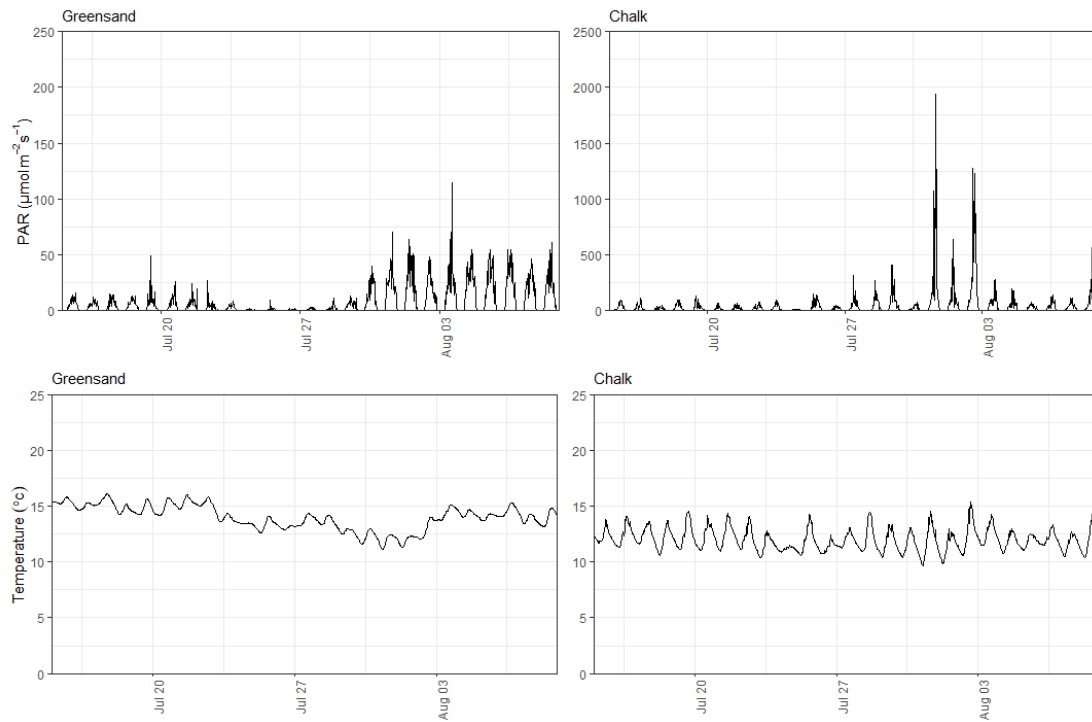 Greensand
Chalk
250
200
150
100
50
0
PAR (µmol m⁻² s⁻¹)
2500
2000
1500
1000
500
0
Jul 20
Jul 27
Aug 03
Jul 20
Jul 27
Aug 03
Greensand
Chalk
25
20
15
10
5
0
Temperature (°c)
25
20
15
10
5
0
Jul 20
Jul 27
Aug 03
Jul 20
Jul 27
Aug 03